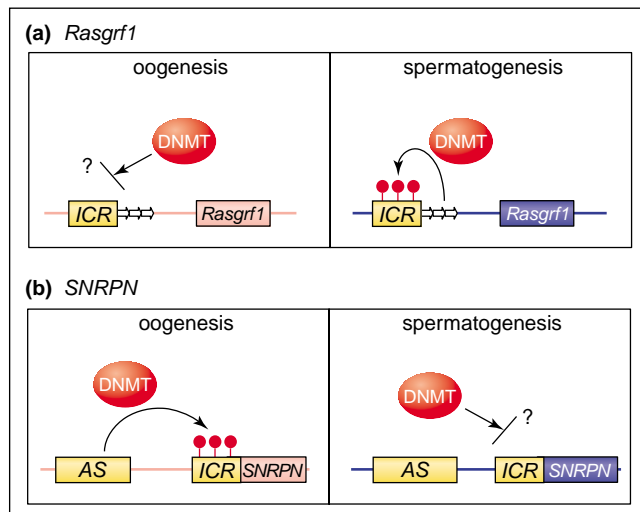 (a) Rasgrf1
oogenesis
DNMT
?
ICR
Rasgrf1
spermatogenesis
DNMT
ICR
Rasgrf1
(b) SNRPN
oogenesis
DNMT
AS
ICR SNRPN
spermatogenesis
DNMT
?
AS
ICR SNRPN